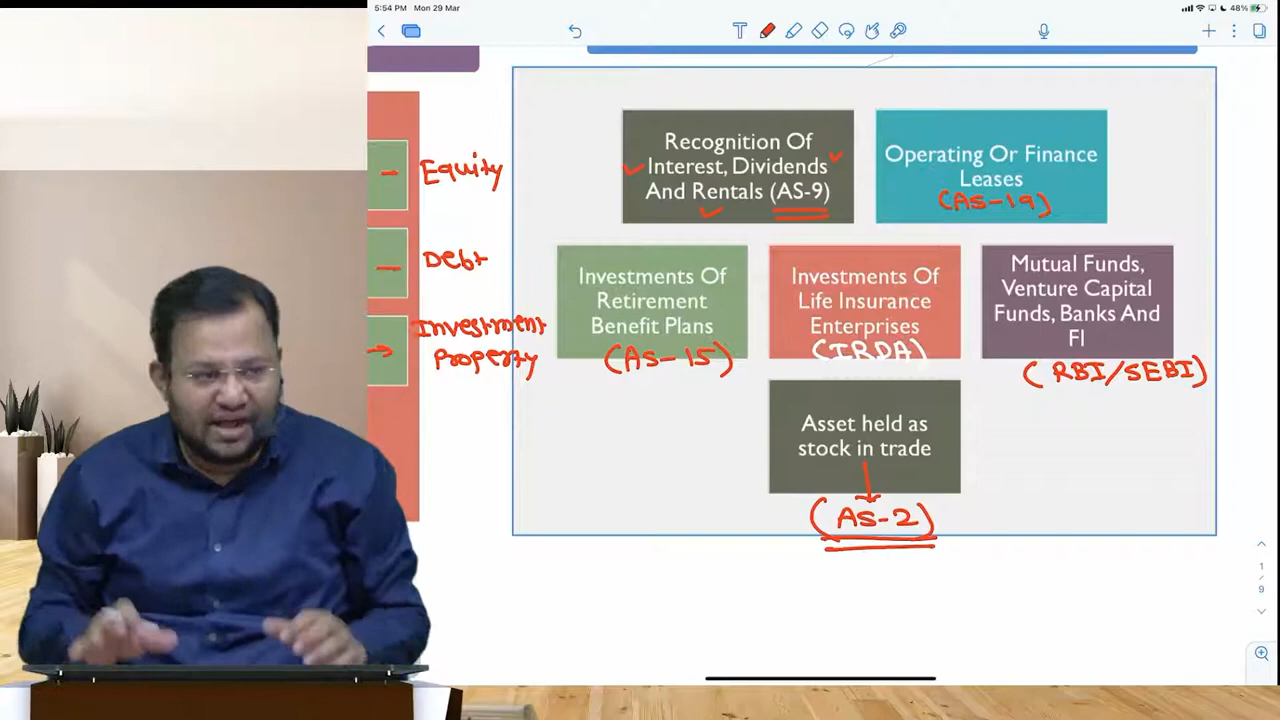 5:54 PM Mon 29 Mar
48%
T
Equity
Debt
Investment
Property
Recognition Of
Interest, Dividends
And Rentals (AS-9)
Operating Or Finance
Leases
(AS-19)
Investments Of
Retirement
Benefit Plans
(AS-15)
Investments Of
Life Insurance
Enterprises
(IRDA)
Mutual Funds,
Venture Capital
Funds, Banks And
FI
(RBI/SEBI)
Asset held as
stock in trade
(AS-2)
1
/
9